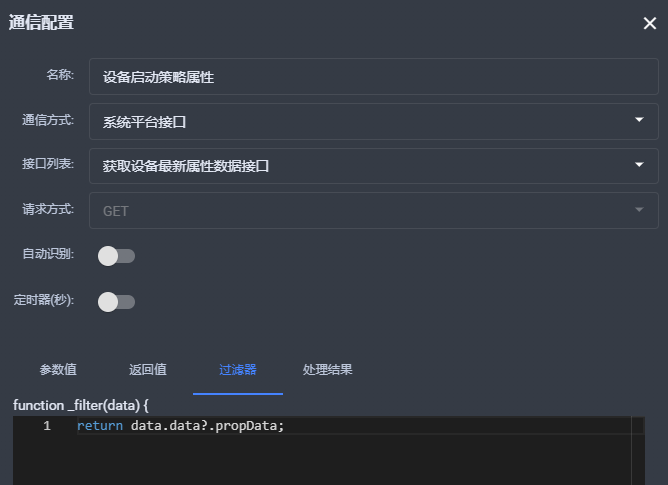 通信配置
名称: 设备启动策略属性
通信方式: 系统平台接口
接口列表: 获取设备最新属性数据接口
请求方式: GET
自动识别:
定时器(秒):
参数值 返回值 过滤器 处理结果
function _filter(data) {
1 return data.data?.propData;